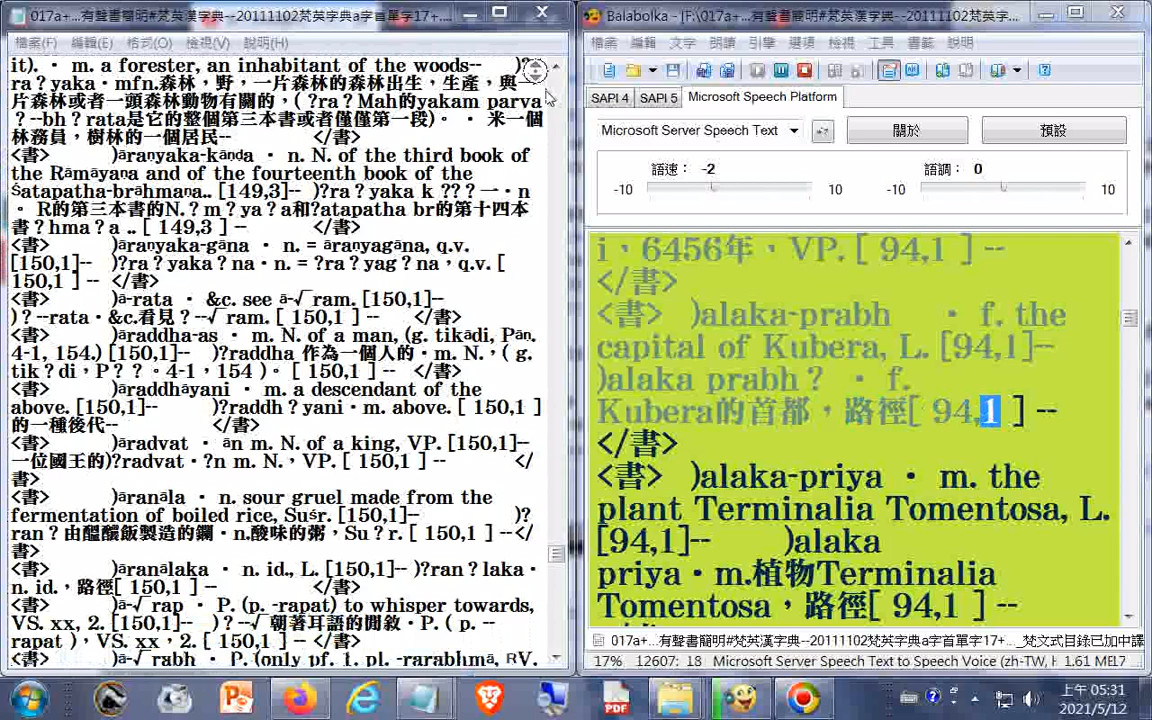 017a+...有聲書簡明#梵英漢字典--20111102梵英字典a字首單字17+...
檔案(F) 編輯(E) 格式(O) 檢視(V) 說明(H)
it). • m. a forester, an inhabitant of the woods-- )?
ra？yaka•mfn.森林，野，一片森林的森林出生，生產，與一
片森林或者一頭森林動物有關的，( ?ra？Mah的yakam parva
？--bh？rata是它的整個第三本書或者僅僅第一段)。• 米一個
林務員，樹林的一個居民-- </書>
<書> )āraṇyaka-kāṇḍa • n. N. of the third book of
the Rāmāyaṇa and of the fourteenth book of the
Śatapatha-brāhmaṇa.. [149,3]-- )?ra？yaka k ???一•n
。 R的第三本書的N.？m？ya？a和?atapatha br的第十四本
書？hma？a .. [ 149,3 ] -- </書>
<書> )āraṇyaka-gāna • n. = āraṇyagāna, q.v.
[150,1]-- )?ra？yaka？na•n. = ?ra？yag？na，q.v. [
150,1 ] -- </書>
<書> )ā-rata • &c. see ā-√ram. [150,1]--
)？--rata•&c.看見？--√ram. [ 150,1 ] -- </書>
<書> )āraddha-as • m. N. of a man, (g. tikādi, Pāṇ.
4-1, 154.) [150,1]-- )?raddha 作為一個人的•m. N.，( g.
tik？di，P？？。4-1，154 )。[ 150,1 ] -- </書>
<書> )āraddhāyani • m. a descendant of the
above. [150,1]-- )?raddh？yani•m. above. [ 150,1 ]
的一種後代-- </書>
<書> )āradvat • ān m. N. of a king, VP. [150,1]--
一位國王的)?radvat•?n m. N.，VP. [ 150,1 ] -- </
書>
<書> )āranāla • n. sour gruel made from the
fermentation of boiled rice, Suśr. [150,1]-- )?
ran？由醞釀飯製造的鑭•n.酸味的粥，Su？r. [ 150,1 ] --</
書>
<書> )āranālaka • n. id., L. [150,1]-- )?ran？laka•
n. id.，路徑[ 150,1 ] -- </書>
<書> )ā-√rap • P. (p. -rapat) to whisper towards,
VS. xx, 2. [150,1]-- )？--√朝著耳語的閒敘•P. ( p. --
rapat )，VS. xx，2. [ 150,1 ] -- </書>
<書> )ā-√rabh • P. (only pf. 1. pl. -rarabhmā, RV.
Balabolka - [F:\017a+...有聲書簡明#梵英漢字典--20111102梵英字...
檔案 編輯 文字 朗讀 引擎 選項 檢視 工具 書籤 說明
SAPI 4 SAPI 5 Microsoft Speech Platform
Microsoft Server Speech Text 關於 預設
語速： -2 語調： 0
-10 10 -10 10
i，6456年，VP. [ 94,1 ] --
</書>
<書> )alaka-prabh • f. the
capital of Kubera, L. [94,1]--
)alaka prabh？ • f.
Kubera的首都，路徑[ 94,1 ] --
</書>
<書> )alaka-priya • m. the
plant Terminalia Tomentosa, L.
[94,1]-- )alaka
priya•m.植物Terminalia
Tomentosa，路徑[ 94,1 ] --
017a+...有聲書簡明#梵英漢字典--20111102梵英字典a字首單字17+..._梵文式目錄已加中譯
17% 12607: 18 Microsoft Server Speech Text to Speech Voice (zh-TW, H 1.61 МБ7
上午 05:31
2021/5/12